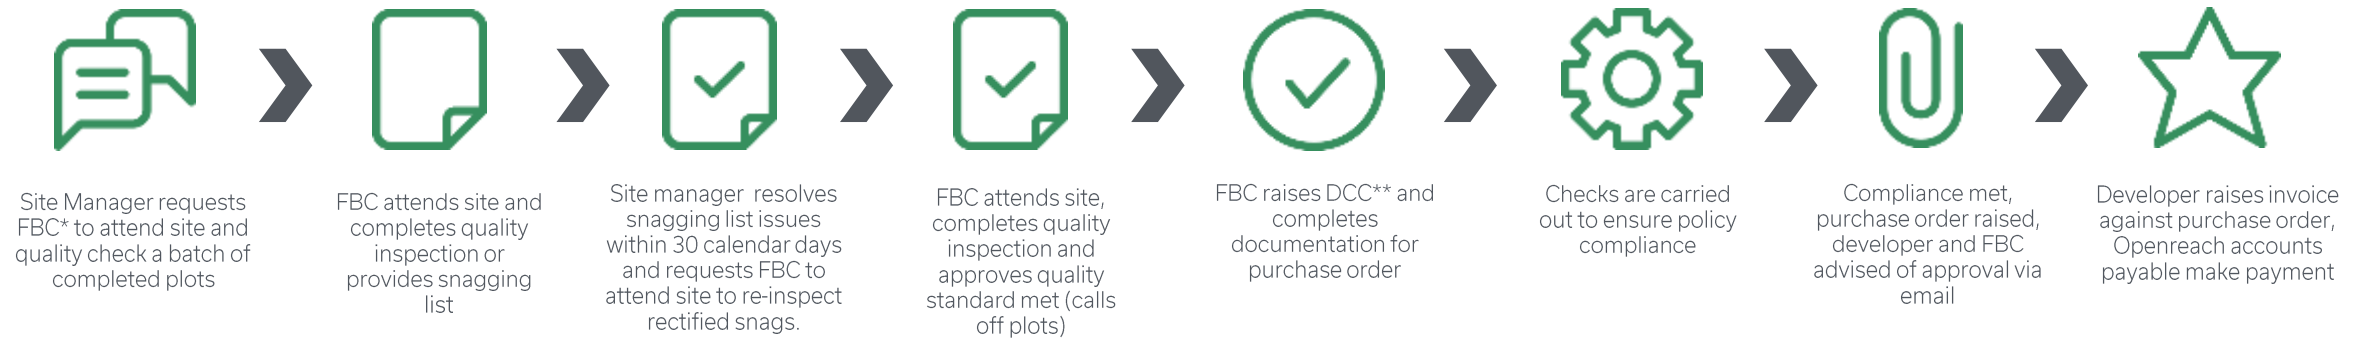 Site Manager requests
FBC* to attend site and
quality check a batch of
completed plots
FBC attends site and
completes quality
inspection or
provides snagging
list
Site manager  resolves
snagging list issues
within 30 calendar days
and requests FBC to
attend site to re-inspect
rectified snags.
FBC attends site,
completes quality
inspection and
approves quality
standard met (calls
off plots)
FBC raises DCC** and
completes
documentation for
purchase order
Checks are carried
out to ensure policy
compliance
Compliance met,
purchase order raised,
developer and FBC
advised of approval via
email
Developer raises invoice
against purchase order,
Openreach accounts
payable make payment